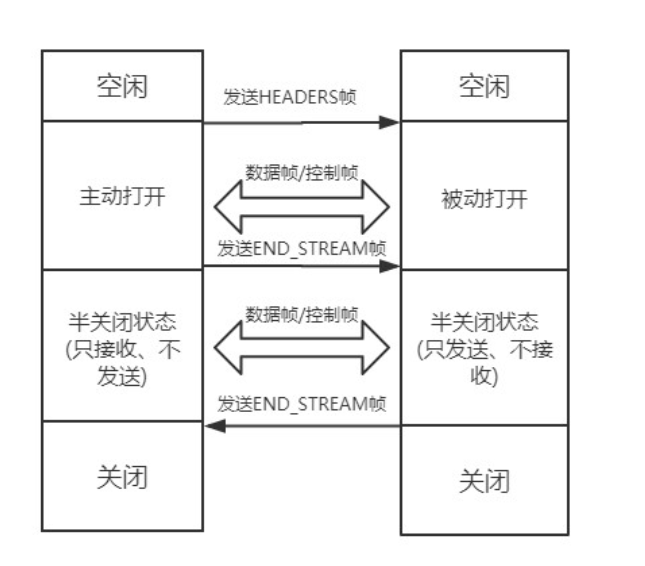 空闲
空闲
发送HEADERS帧
主动打开
数据帧/控制帧
被动打开
发送END_STREAM帧
半关闭状态
(只接收、不
发送)
数据帧/控制帧
半关闭状态
(只发送、不接
收)
发送END_STREAM帧
关闭
关闭